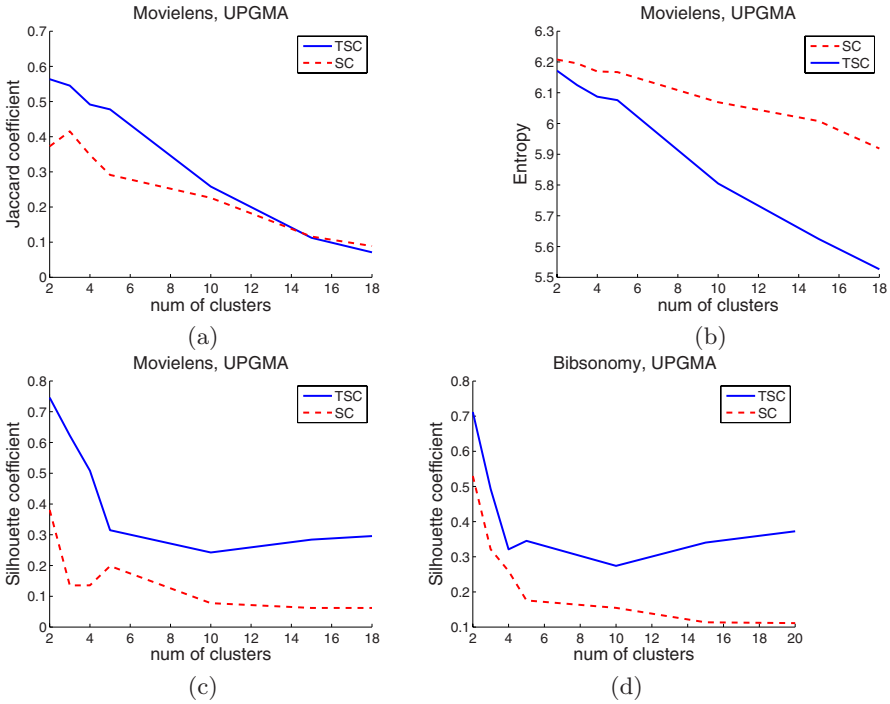 Movielens, UPGMA
0.7
0.6
0.5
0.4
0.3
0.2
0.1
0
Jaccard coefficient
TSC
SC
2 4 6 8 10 12 14 16 18
num of clusters
(a)
Movielens, UPGMA
6.3
6.2
6.1
6
5.9
5.8
5.7
5.6
5.5
Entropy
SC
TSC
2 4 6 8 10 12 14 16 18
num of clusters
(b)
Movielens, UPGMA
0.8
0.7
0.6
0.5
0.4
0.3
0.2
0.1
0
Silhouette coefficient
TSC
SC
2 4 6 8 10 12 14 16 18
num of clusters
(c)
Bibsonomy, UPGMA
0.8
0.7
0.6
0.5
0.4
0.3
0.2
0.1
Silhouette coefficient
TSC
SC
2 4 6 8 10 12 14 16 18 20
num of clusters
(d)